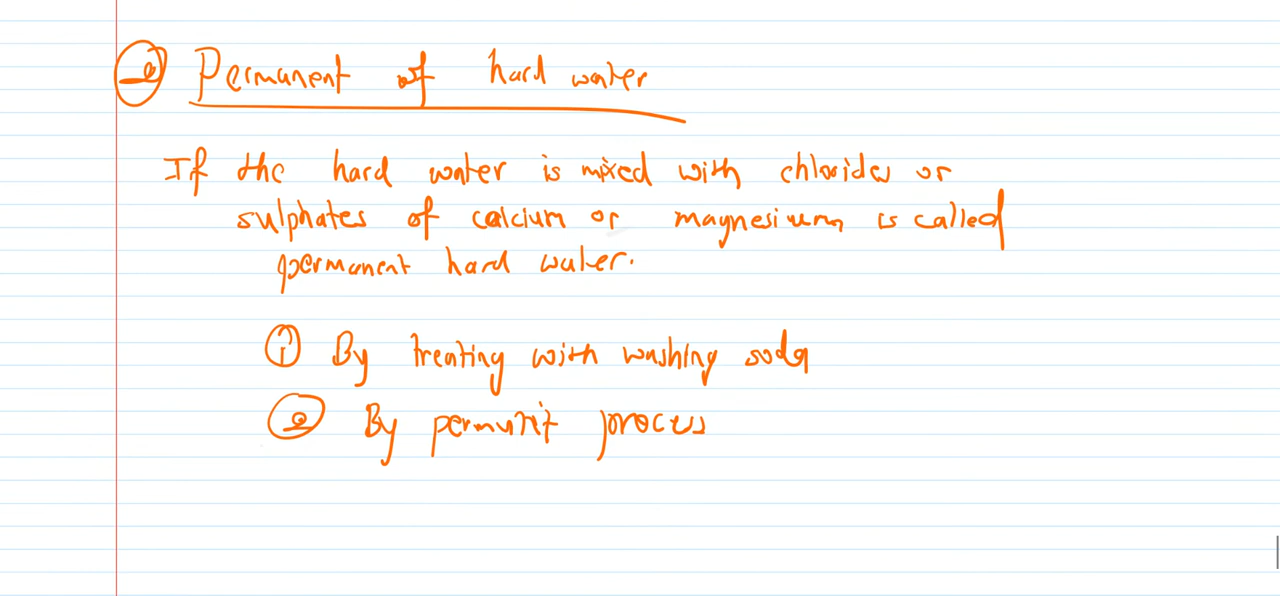 ② Permanent of hard water
If the hard water is mixed with chlorides or
sulphates of calcium or magnesium is called
permanent hard water.
① By treating with washing soda
② By permutit process